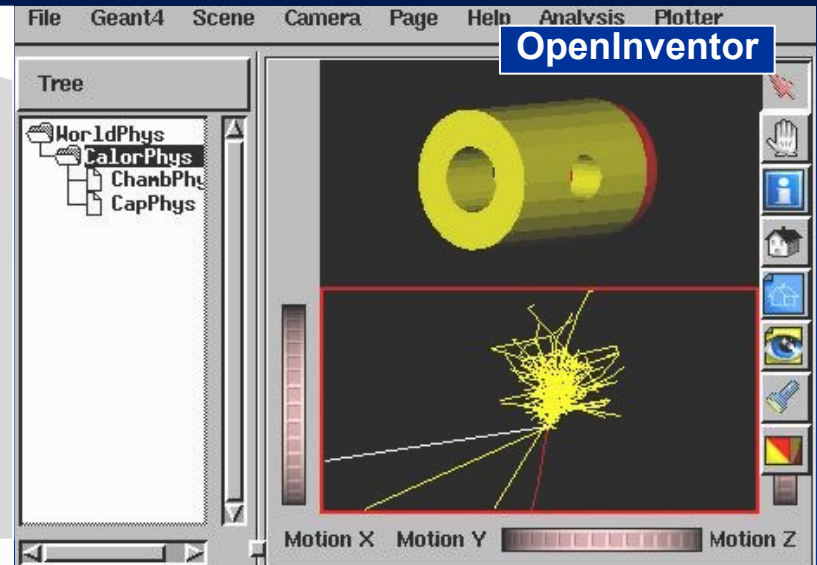 File Geant4 Scene Camera Page Help Analysis Plotter
OpenInventor
Tree
WorldPhys
CalorPhys
ChambPhy
CapPhys
Motion X Motion Y Motion Z